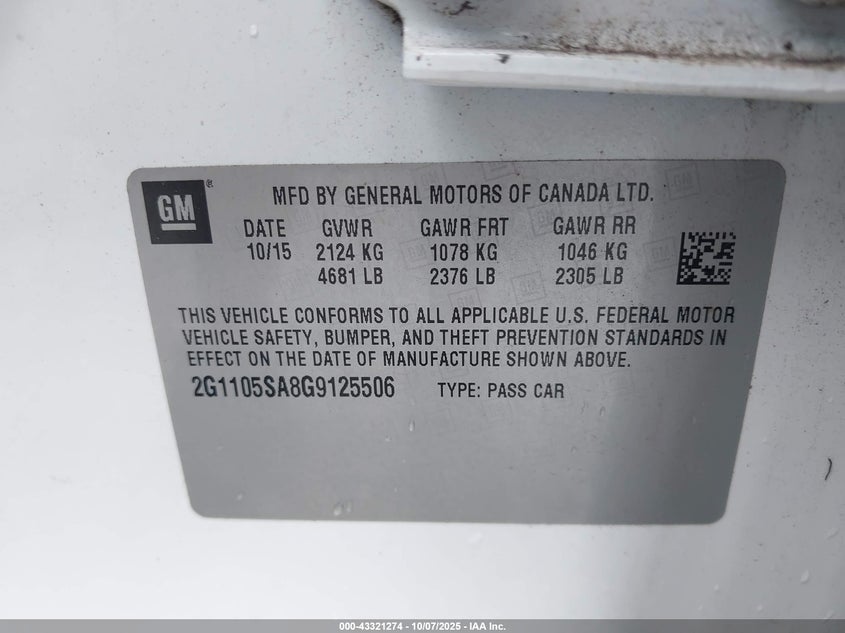 GM®
MFD BY GENERAL MOTORS OF CANADA LTD.
DATE GVWR GAWR FRT GAWR RR
10/15 2124 KG 1078 KG 1046 KG
4681 LB 2376 LB 2305 LB
THIS VEHICLE CONFORMS TO ALL APPLICABLE U.S. FEDERAL MOTOR
VEHICLE SAFETY, BUMPER, AND THEFT PREVENTION STANDARDS IN
EFFECT ON THE DATE OF MANUFACTURE SHOWN ABOVE.
2G1105SA8G9125506 TYPE: PASS CAR
000-43321274 - 10/07/2025 - IAA Inc.